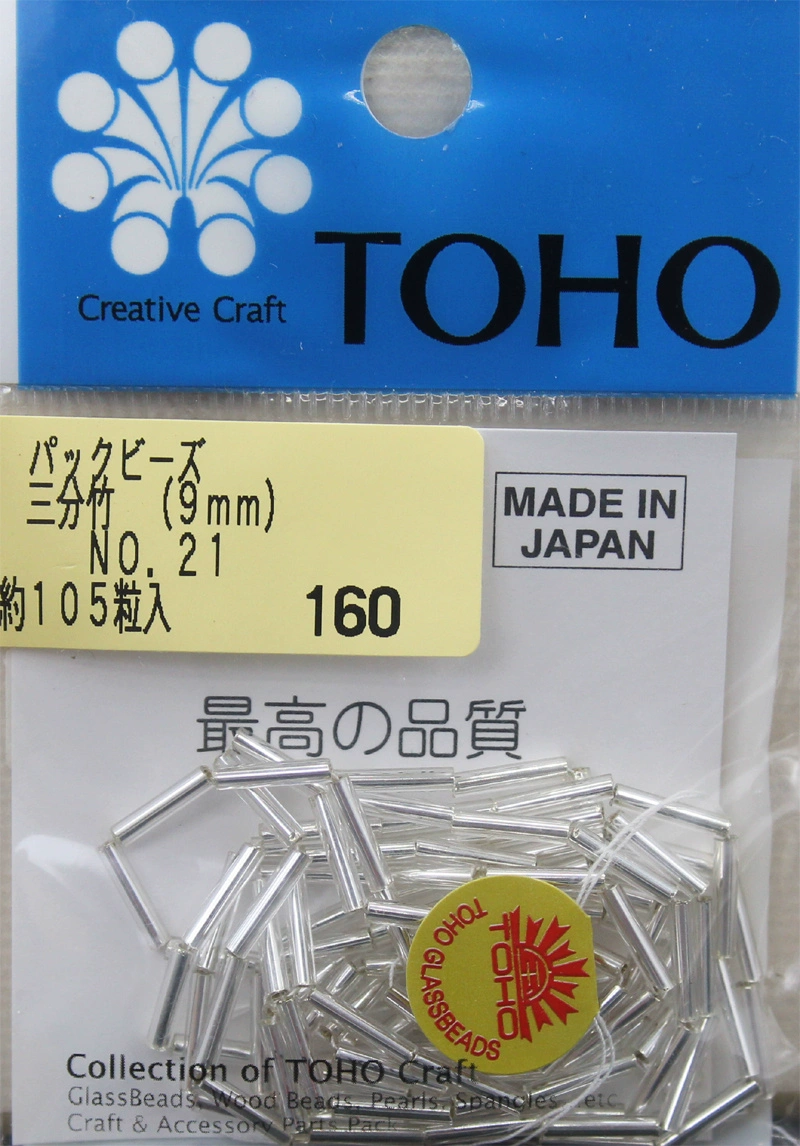 Creative Craft
TOHO
パックビーズ
三分竹 (9mm)
NO.21
約105粒入 160
MADE IN
JAPAN
最高の品質
TOHO
TOHO GLASSBEADS
Collection of TOHO Craft
GlassBeads, Wood Beads, Pearls, Spangles, etc.
Craft & Accessory Parts Pack